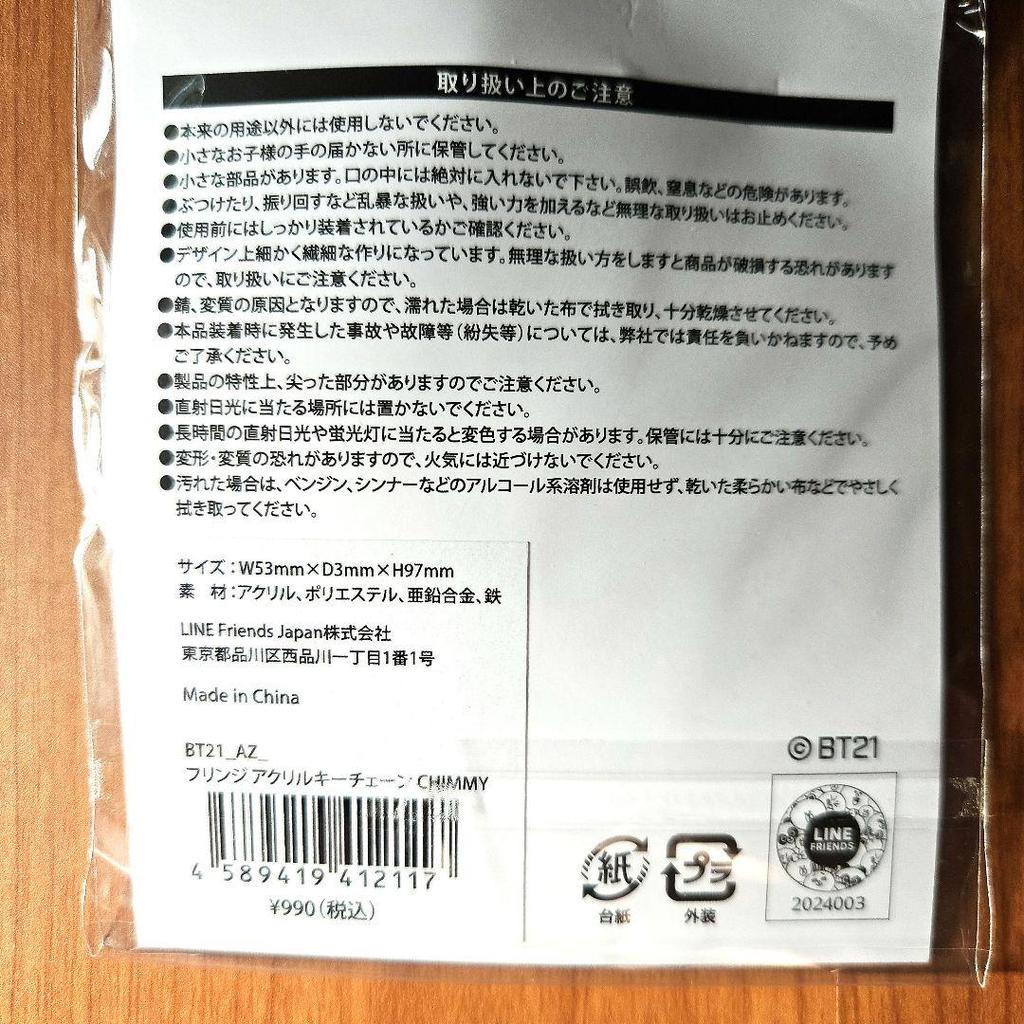 取り扱い上のご注意
●本来の用途以外には使用しないでください。
●小さなお子様の手の届かない所に保管してください。
●小さな部品があります。口の中には絶対に入れないで下さい。誤飲、窒息などの危険があります。
●ぶつけたり、振り回すなど乱暴な扱いや、強い力を加えるなど無理な取り扱いはお止めください。
●使用前にはしっかり装着されているかご確認ください。
●デザイン上細かく繊細な作りになっています。無理な扱い方をしますと商品が破損する恐れがあります
ので、取り扱いにご注意ください。
●錆、変質の原因となりますので、濡れた場合は乾いた布で拭き取り、十分乾燥させてください。
●本品装着時に発生した事故や故障等（紛失等）については、弊社では責任を負いかねますので、予め
ご了承ください。
●製品の特性上、尖った部分がありますのでご注意ください。
●直射日光に当たる場所には置かないでください。
●長時間の直射日光や蛍光灯に当たると変色する場合があります。保管には十分にご注意ください。
●変形・変質の恐れがありますので、火気には近づけないでください。
●汚れた場合は、ベンジン、シンナーなどのアルコール系溶剤は使用せず、乾いた柔らかい布などでやさしく
拭き取ってください。
サイズ：W53mm×D3mm×H97mm
素　材：アクリル、ポリエステル、亜鉛合金、鉄
LINE Friends Japan株式会社
東京都品川区西品川一丁目1番1号
Made in China
BT21_AZ_
フリンジ アクリルキーチェーン CHIMMY
4 589419 412117
¥990（税込）
© BT21
紙
台紙
プラ
外装
LINE
FRIENDS
2024003